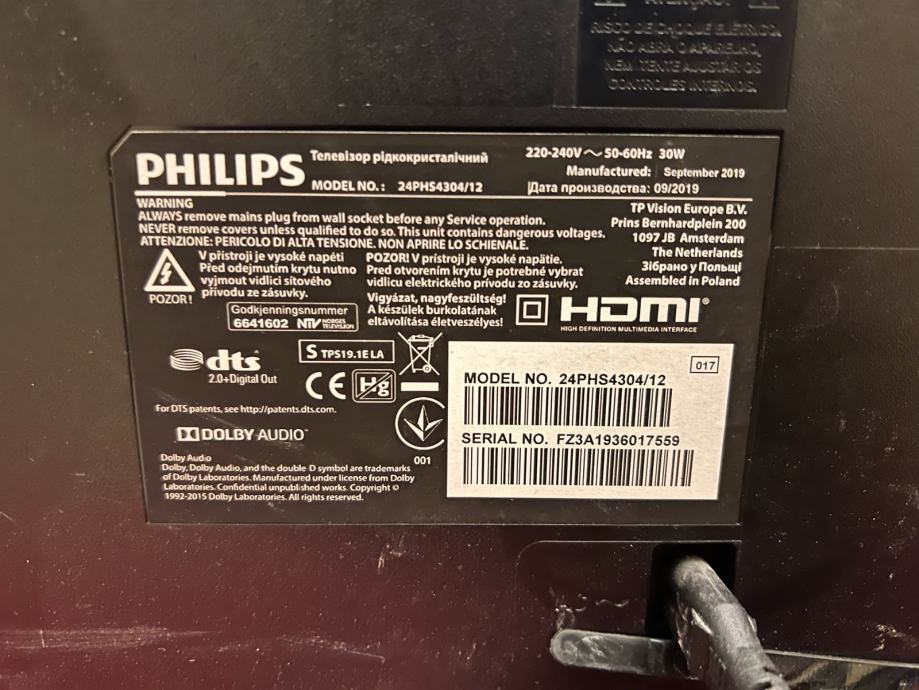 ATENÇÃO!
RISCO DE CHOQUE ELÉTRICO.
NÃO ABRA O APARELHO,
NEM TENTE AJUSTAR OS
CONTROLES INTERNOS.
PHILIPS
Телевізор рідкокристалічний
MODEL NO.: 24PHS4304/12
220-240V～50-60Hz 30W
Manufactured: September 2019
Дата производства: 09/2019
WARNING
ALWAYS remove mains plug from wall socket before any Service operation.
NEVER remove covers unless qualified to do so. This unit contains dangerous voltages.
ATTENZIONE: PERICOLO DI ALTA TENSIONE. NON APRIRE LO SCHIENALE.
TP Vision Europe B.V.
Prins Bernhardplein 200
1097 JB Amsterdam
The Netherlands
Зібрано у Польщі
Assembled in Poland
POZOR!
V přístroji je vysoké napětí
Před odejmutím krytu nutno
vyjmout vidlici síťového
přívodu ze zásuvky.
POZOR! V prístroji je vysoké napätie.
Pred otvorením krytu je potrebné vybrat
vidlicu elektrického prívodu zo zásuvky.
Godkjenningsnummer
6641602 NTV NORGES
TELEVISJON
Vigyázat, nagyfeszültség!
A készülek burkolatának
eltávolítása életveszélyes!
HDMI®
HIGH DEFINITION MULTIMEDIA INTERFACE
dts
2.0+Digital Out
S TPS19.1E LA
CE Hg
For DTS patents, see http://patents.dts.com.
DOLBY AUDIO™
001
Dolby Audio
Dolby, Dolby Audio, and the double-D symbol are trademarks
of Dolby Laboratories. Manufactured under license from Dolby
Laboratories. Confidential unpublished works. Copyright ©
1992-2015 Dolby Laboratories. All rights reserved.
017
MODEL NO. 24PHS4304/12
SERIAL NO. FZ3A1936017559